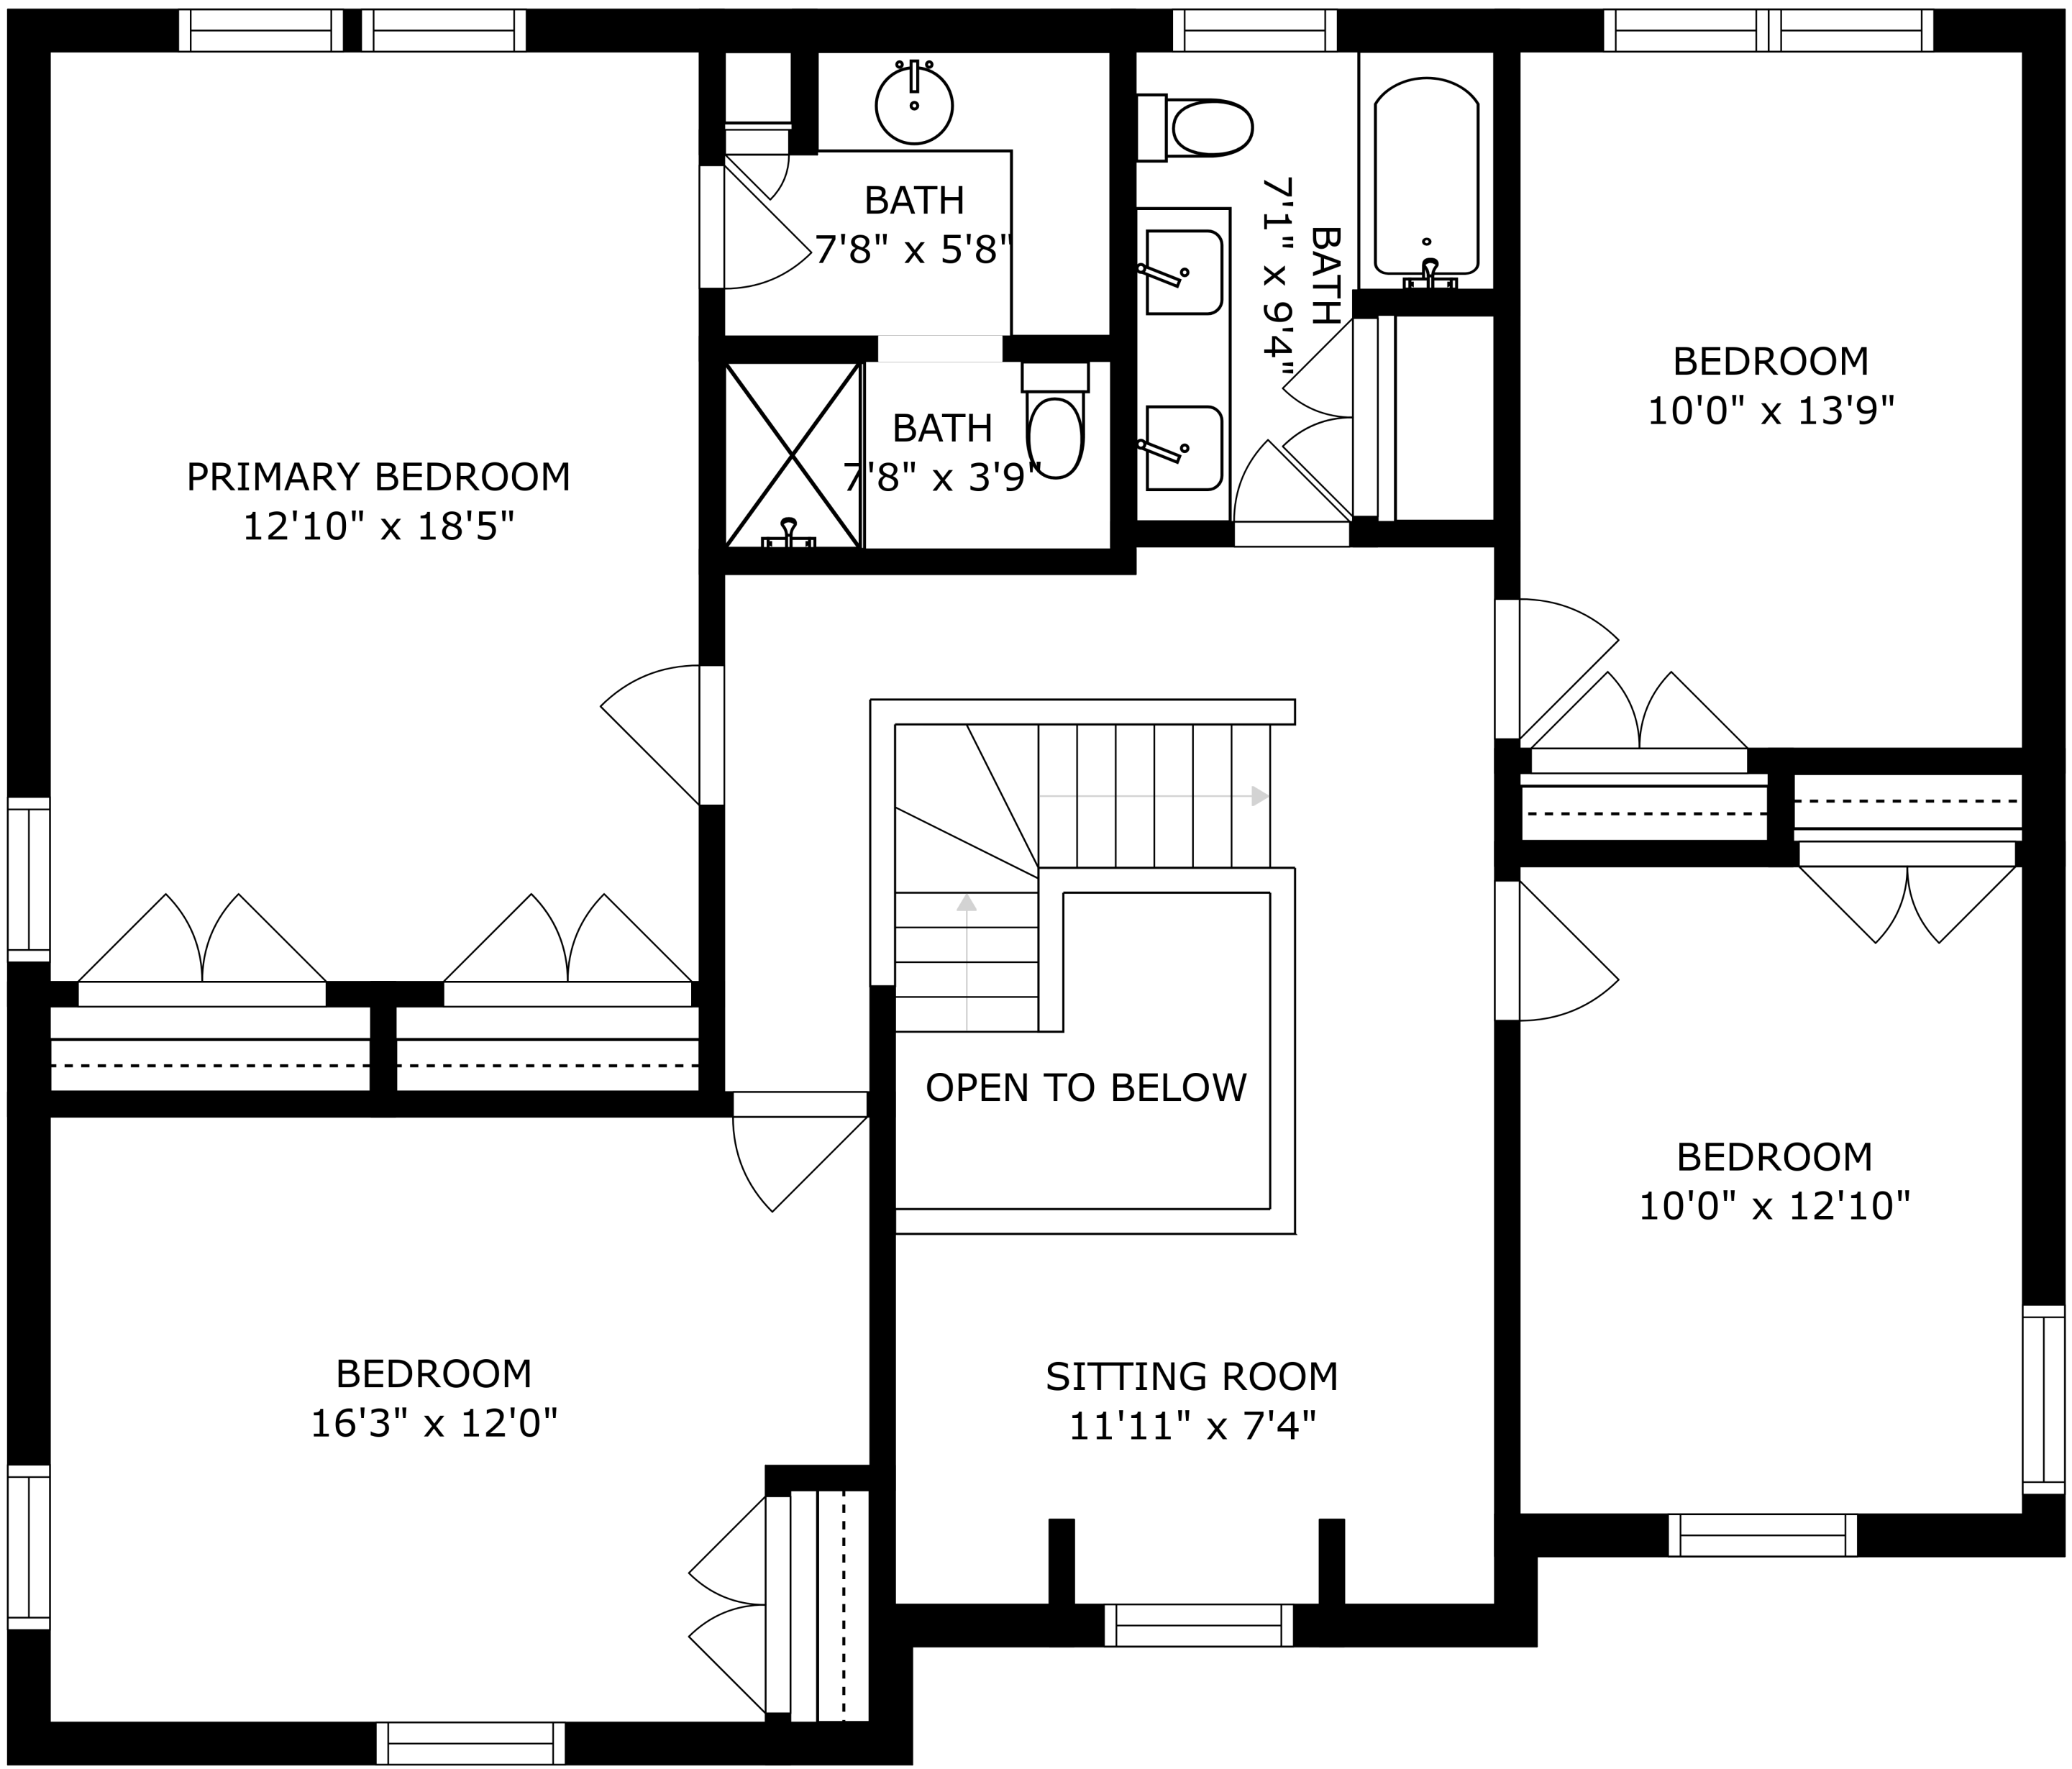 BATH
7'8" x 5'8"
BATH
7'1" x 9'4"
BEDROOM
10'0" x 13'9"
PRIMARY BEDROOM
12'10" x 18'5"
BATH
7'8" x 3'9"
OPEN TO BELOW
BEDROOM
10'0" x 12'10"
BEDROOM
16'3" x 12'0"
SITTING ROOM
11'11" x 7'4"